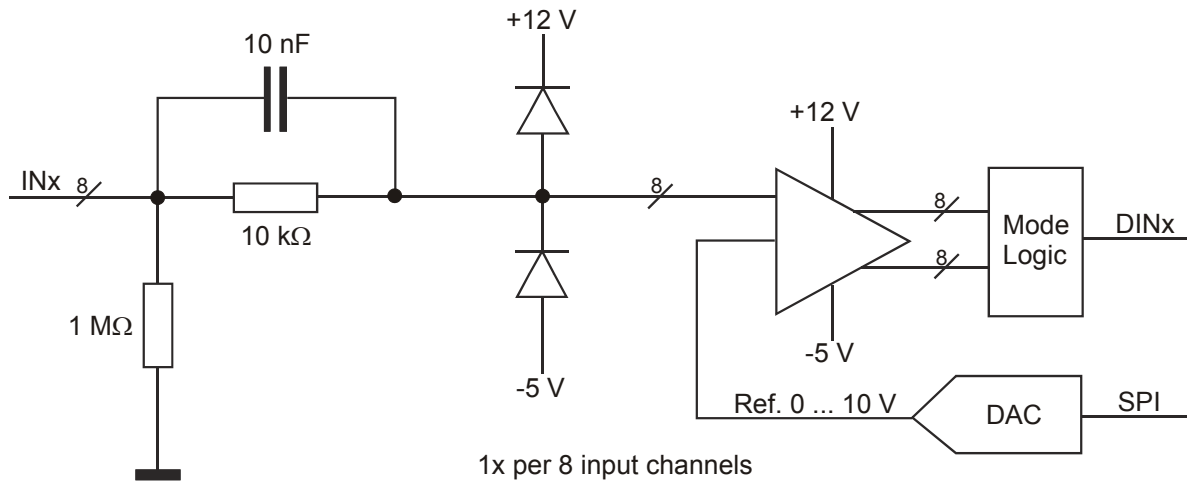 +12 V
10 nF
+12 V
INx
8
8
8
Mode
Logic
DINx
10 kΩ
8
1 MΩ
-5 V
-5 V
Ref. 0 ... 10 V
DAC
SPI
1x per 8 input channels